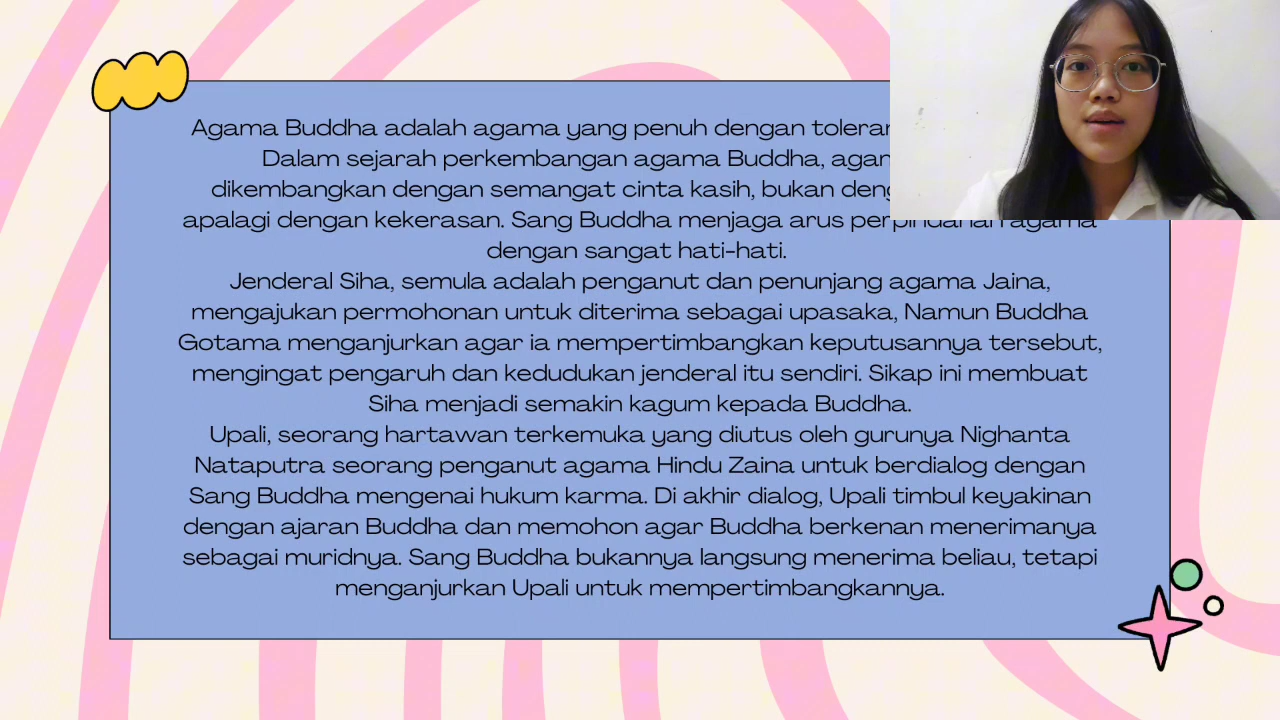 Agama Buddha adalah agama yang penuh dengan
Dalam sejarah perkembangan agama Buddha,
dikembangkan dengan semangat cinta kasih, bukan
apalagi dengan kekerasan. Sang Buddha menjaga arus perpindahan agama
dengan sangat hati-hati.
Jenderal Siha, semula adalah penganut dan penunjang agama Jaina,
mengajukan permohonan untuk diterima sebagai upasaka, Namun Buddha
Gotama menganjurkan agar ia mempertimbangkan keputusannya tersebut,
mengingat pengaruh dan kedudukan jenderal itu sendiri. Sikap ini membuat
Siha menjadi semakin kagum kepada Buddha.
Upali, seorang hartawan terkemuka yang diutus oleh gurunya Nighanta
Nataputra seorang penganut agama Hindu Zaina untuk berdialog dengan
Sang Buddha mengenai hukum karma. Di akhir dialog, Upali timbul keyakinan
dengan ajaran Buddha dan memohon agar Buddha berkenan menerimanya
sebagai muridnya. Sang Buddha bukannya langsung menerima beliau, tetapi
menganjurkan Upali untuk mempertimbangkannya.